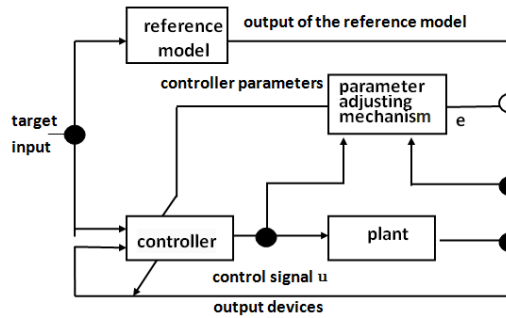 reference
model
output of the reference model
controller parameters
parameter
adjusting
mechanism
e
target
input
controller
plant
control signal u
output devices